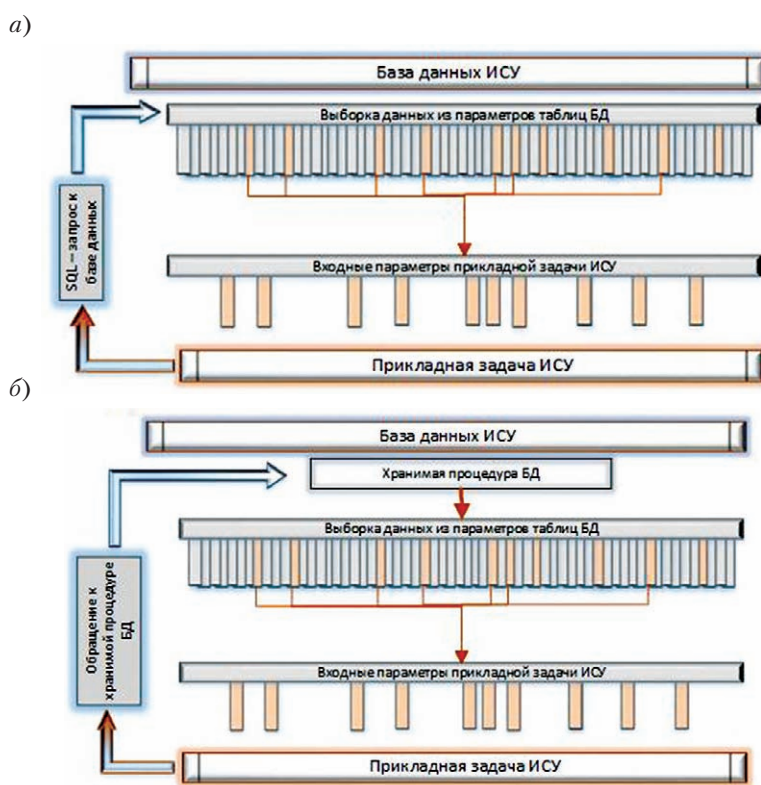 а)
База данных ИСУ
Выборка данных из параметров таблиц БД
SQL – запрос к
базе данных
Входные параметры прикладной задачи ИСУ
Прикладная задача ИСУ
б)
База данных ИСУ
Хранимая процедура БД
Выборка данных из параметров таблиц БД
Обращение к
хранимой процедуре
БД
Входные параметры прикладной задачи ИСУ
Прикладная задача ИСУ